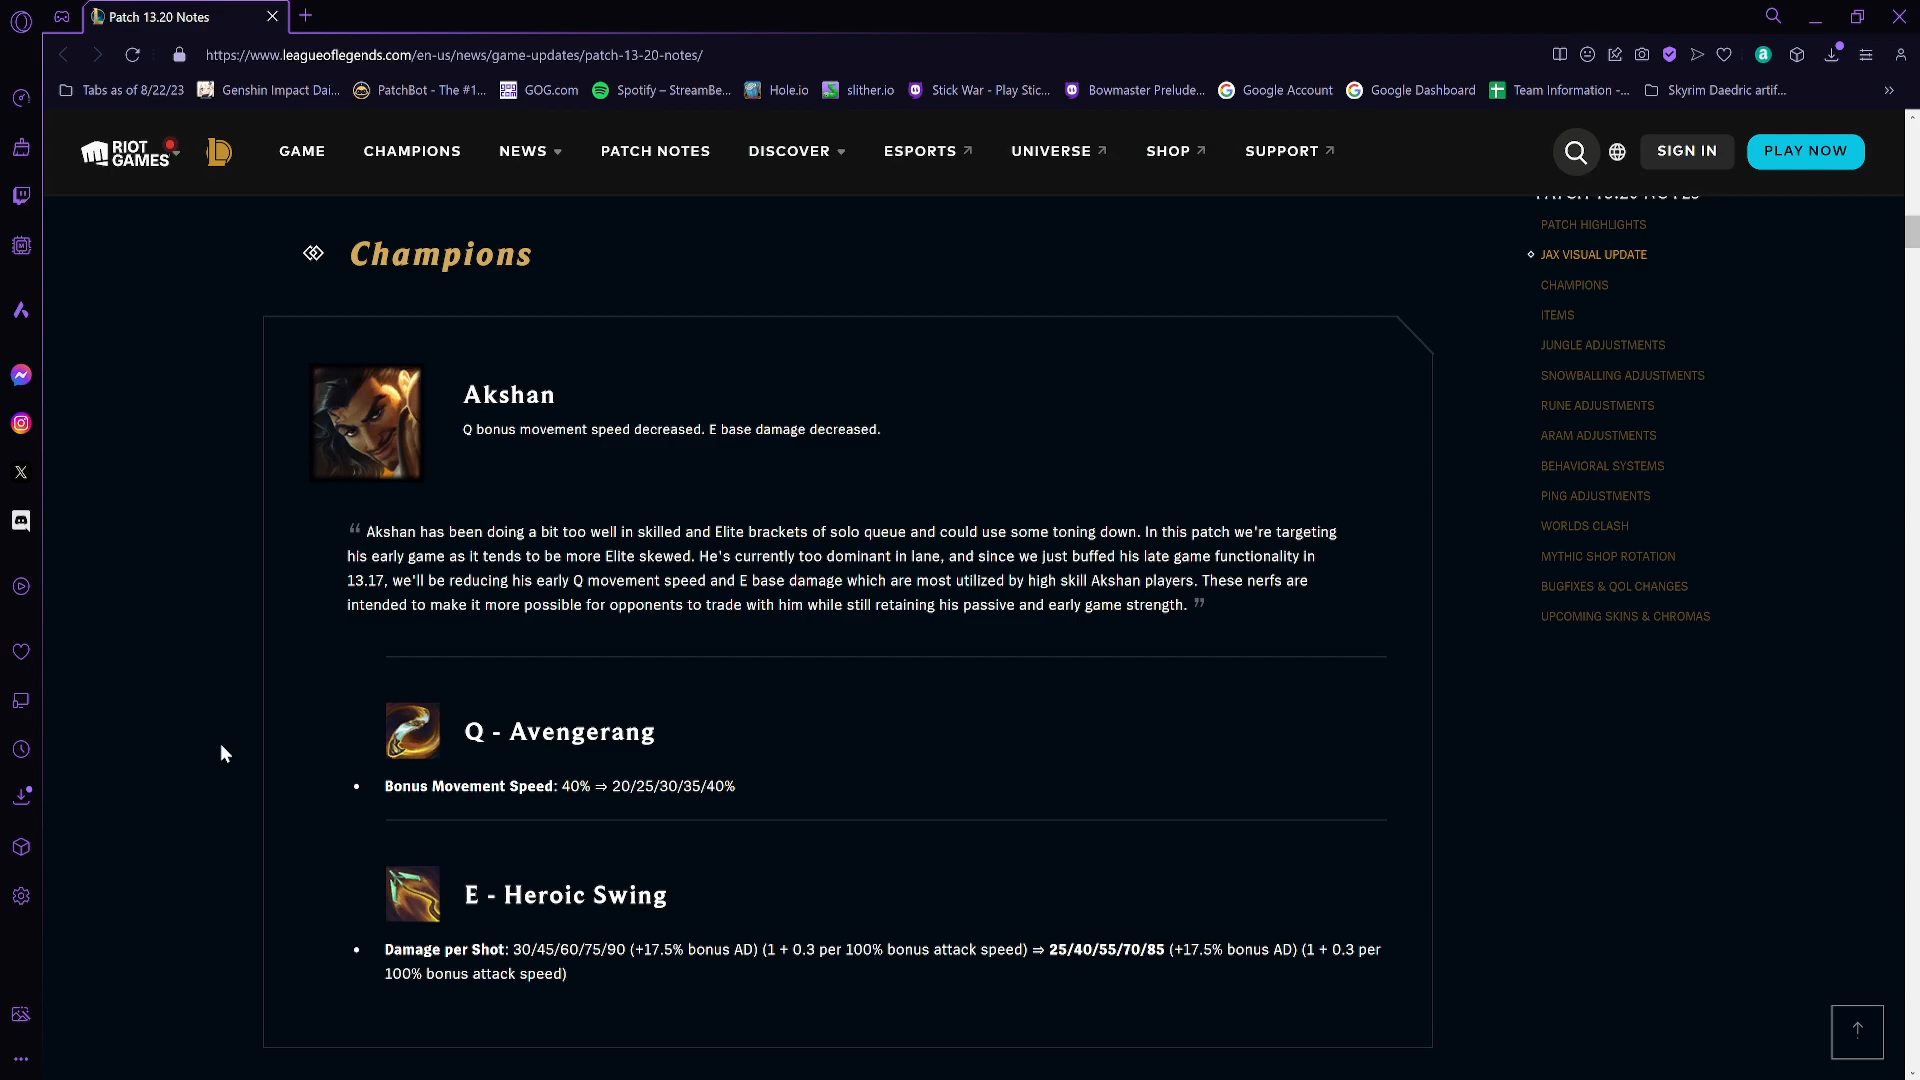 Patch 13.20 Notes
https://www.leagueoflegends.com/en-us/news/game-updates/patch-13-20-notes/
Tabs as of 8/22/23 Genshin Impact Dai... PatchBot - The #1... GOG.com Spotify – StreamBe... Hole.io slither.io Stick War - Play Stic... Bowmaster Prelude... Google Account Google Dashboard Team Information -... Skyrim Daedric artif...
RIOT GAMES GAME CHAMPIONS NEWS PATCH NOTES DISCOVER ESPORTS UNIVERSE SHOP SUPPORT SIGN IN PLAY NOW
Champions
Akshan
Q bonus movement speed decreased. E base damage decreased.
“ Akshan has been doing a bit too well in skilled and Elite brackets of solo queue and could use some toning down. In this patch we're targeting
his early game as it tends to be more Elite skewed. He's currently too dominant in lane, and since we just buffed his late game functionality in
13.17, we'll be reducing his early Q movement speed and E base damage which are most utilized by high skill Akshan players. These nerfs are
intended to make it more possible for opponents to trade with him while still retaining his passive and early game strength. ”
Q - Avengerang
• Bonus Movement Speed: 40% ⇒ 20/25/30/35/40%
E - Heroic Swing
• Damage per Shot: 30/45/60/75/90 (+17.5% bonus AD) (1 + 0.3 per 100% bonus attack speed) ⇒ 25/40/55/70/85 (+17.5% bonus AD) (1 + 0.3 per
100% bonus attack speed)
PATCH 13.20 NOTES
PATCH HIGHLIGHTS
JAX VISUAL UPDATE
CHAMPIONS
ITEMS
JUNGLE ADJUSTMENTS
SNOWBALLING ADJUSTMENTS
RUNE ADJUSTMENTS
ARAM ADJUSTMENTS
BEHAVIORAL SYSTEMS
PING ADJUSTMENTS
WORLDS CLASH
MYTHIC SHOP ROTATION
BUGFIXES & QOL CHANGES
UPCOMING SKINS & CHROMAS